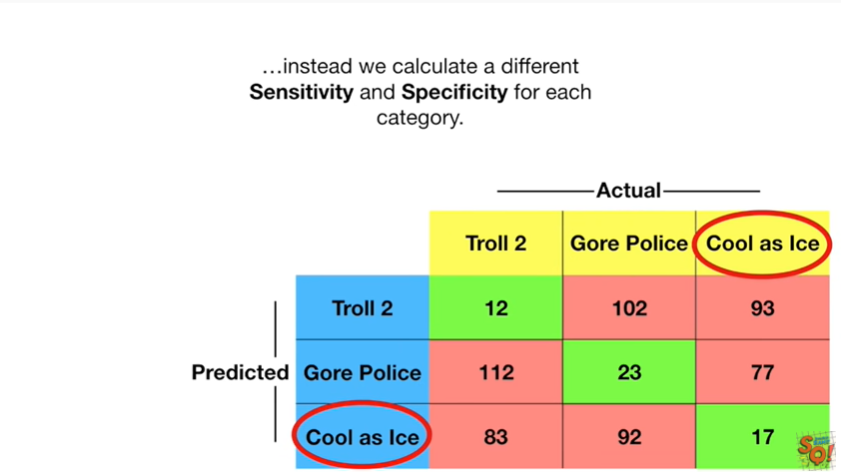 …instead we calculate a different
Sensitivity and Specificity for each
category.
Actual
Troll 2 Gore Police Cool as Ice
Troll 2 12 102 93
Predicted Gore Police 112 23 77
Cool as Ice 83 92 17
SQ!